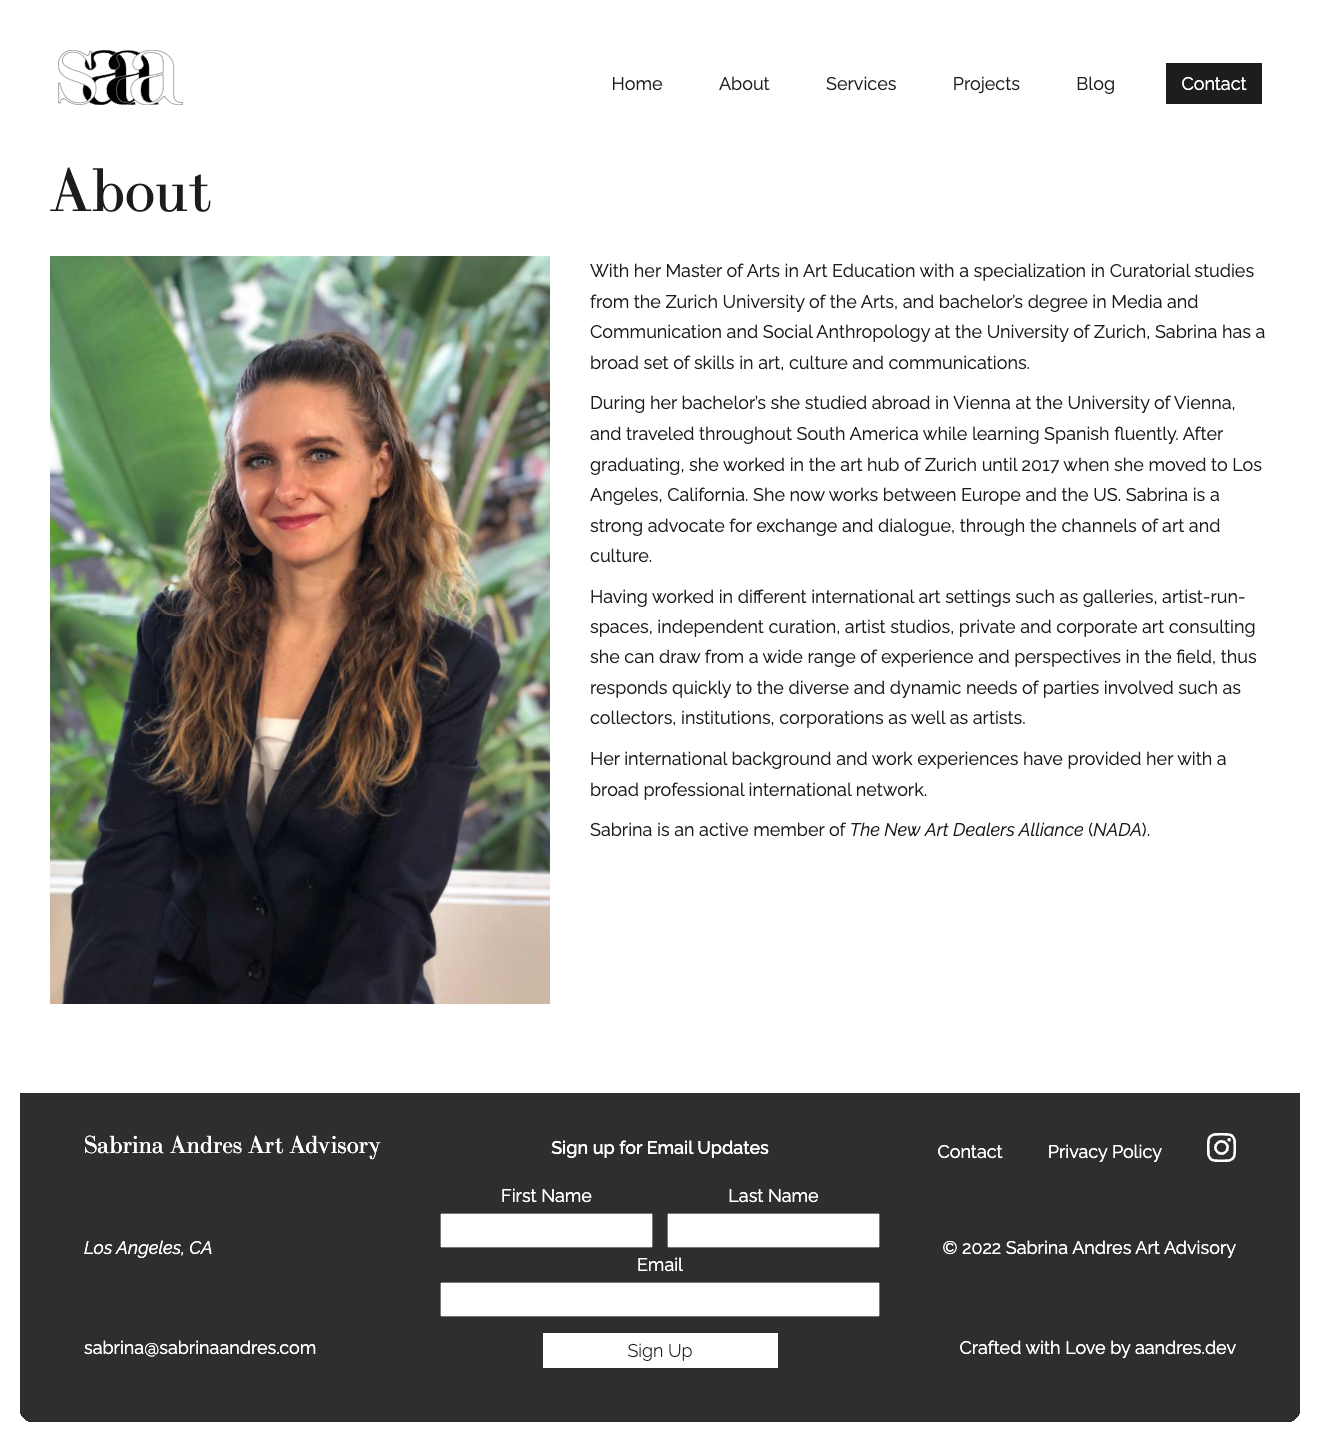 saaa
Home About Services Projects Blog Contact
About
With her Master of Arts in Art Education with a specialization in Curatorial studies
from the Zurich University of the Arts, and bachelor's degree in Media and
Communication and Social Anthropology at the University of Zurich, Sabrina has a
broad set of skills in art, culture and communications.
During her bachelor's she studied abroad in Vienna at the University of Vienna,
and traveled throughout South America while learning Spanish fluently. After
graduating, she worked in the art hub of Zurich until 2017 when she moved to Los
Angeles, California. She now works between Europe and the US. Sabrina is a
strong advocate for exchange and dialogue, through the channels of art and
culture.
Having worked in different international art settings such as galleries, artist-run-
spaces, independent curation, artist studios, private and corporate art consulting
she can draw from a wide range of experience and perspectives in the field, thus
responds quickly to the diverse and dynamic needs of parties involved such as
collectors, institutions, corporations as well as artists.
Her international background and work experiences have provided her with a
broad professional international network.
Sabrina is an active member of The New Art Dealers Alliance (NADA).
Sabrina Andres Art Advisory
Los Angeles, CA
sabrina@sabrinaandres.com
Sign up for Email Updates
First Name Last Name
Email
Sign Up
Contact Privacy Policy
© 2022 Sabrina Andres Art Advisory
Crafted with Love by aandres.dev